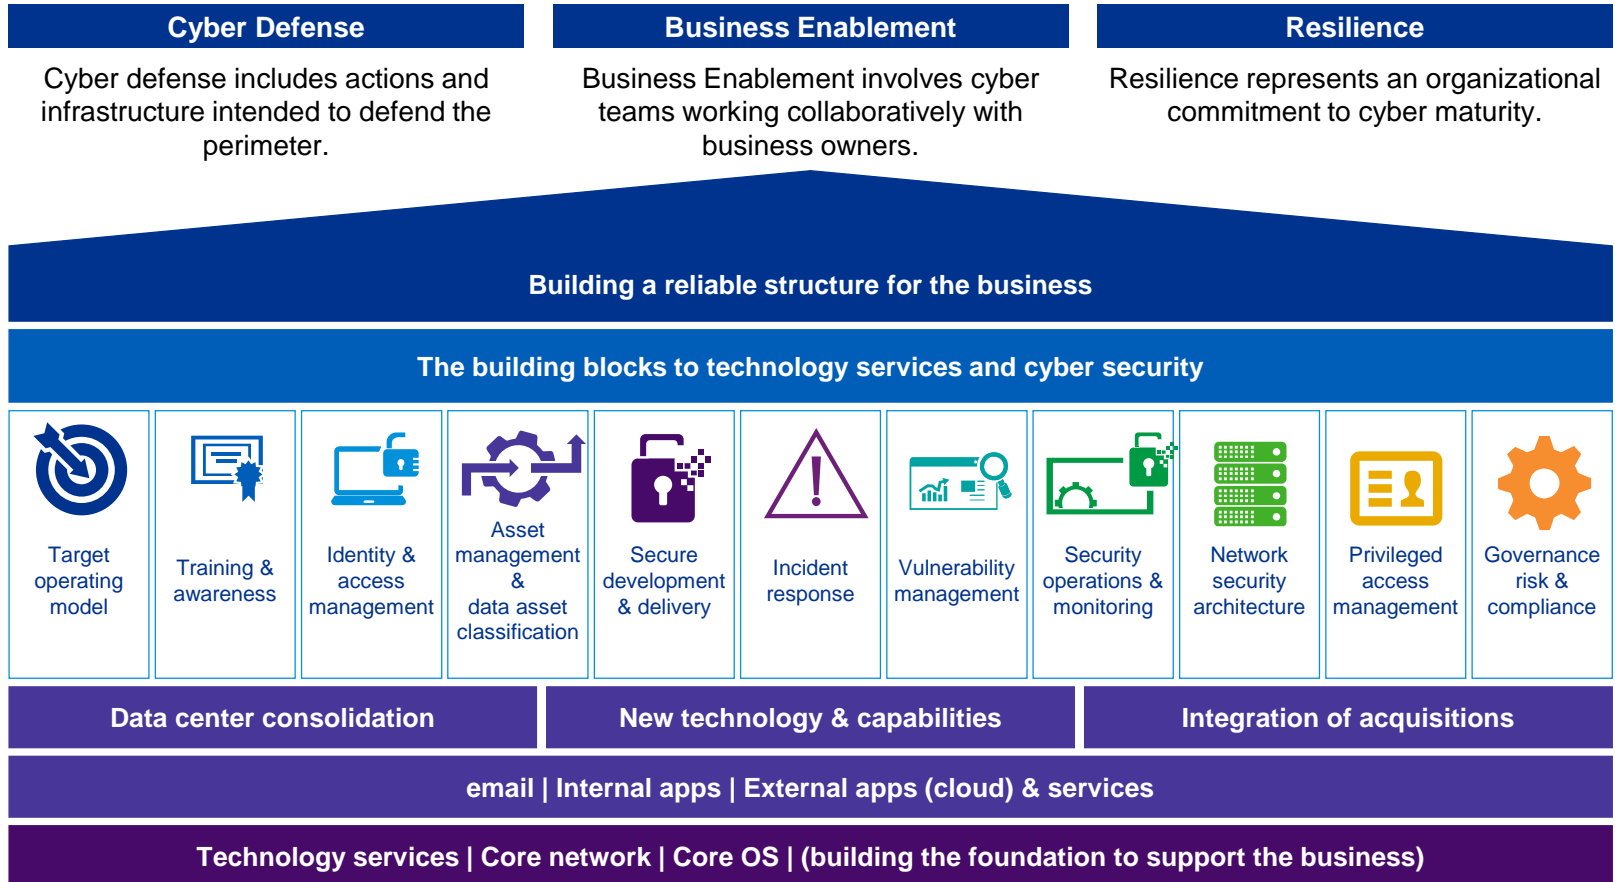 Cyber Defense
Cyber defense includes actions and
infrastructure intended to defend the
perimeter.
Business Enablement
Business Enablement involves cyber
teams working collaboratively with
business owners.
Resilience
Resilience represents an organizational
commitment to cyber maturity.
Building a reliable structure for the business
The building blocks to technology services and cyber security
Target
operating
model
Training &
awareness
Identity &
access
management
Asset
management
&
data asset
classification
Secure
development
& delivery
Incident
response
Vulnerability
management
Security
operations &
monitoring
Network
security
architecture
Privileged
access
management
Governance
risk &
compliance
Data center consolidation
New technology & capabilities
Integration of acquisitions
email | Internal apps | External apps (cloud) & services
Technology services | Core network | Core OS | (building the foundation to support the business)